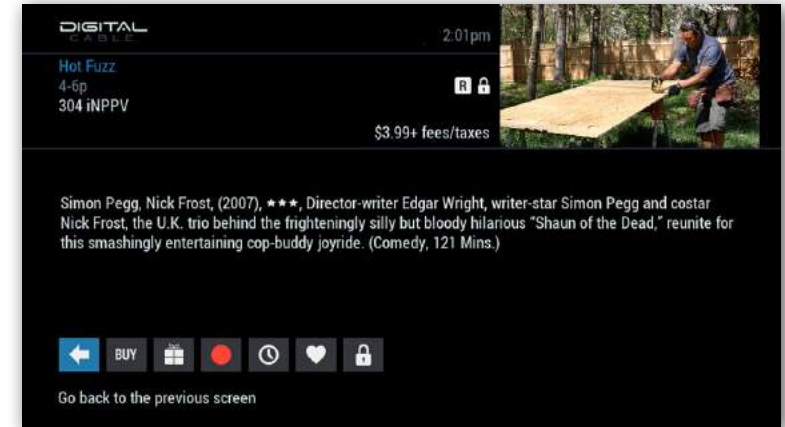 DIGITAL
CABLE
2:01pm
Hot Fuzz
4-6p
R
304 iNPPV
$3.99+ fees/taxes
Simon Pegg, Nick Frost, (2007), ★★★, Director-writer Edgar Wright, writer-star Simon Pegg and costar
Nick Frost, the U.K. trio behind the frighteningly silly but bloody hilarious “Shaun of the Dead,” reunite for
this smashingly entertaining cop-buddy joyride. (Comedy, 121 Mins.)
BUY
Go back to the previous screen